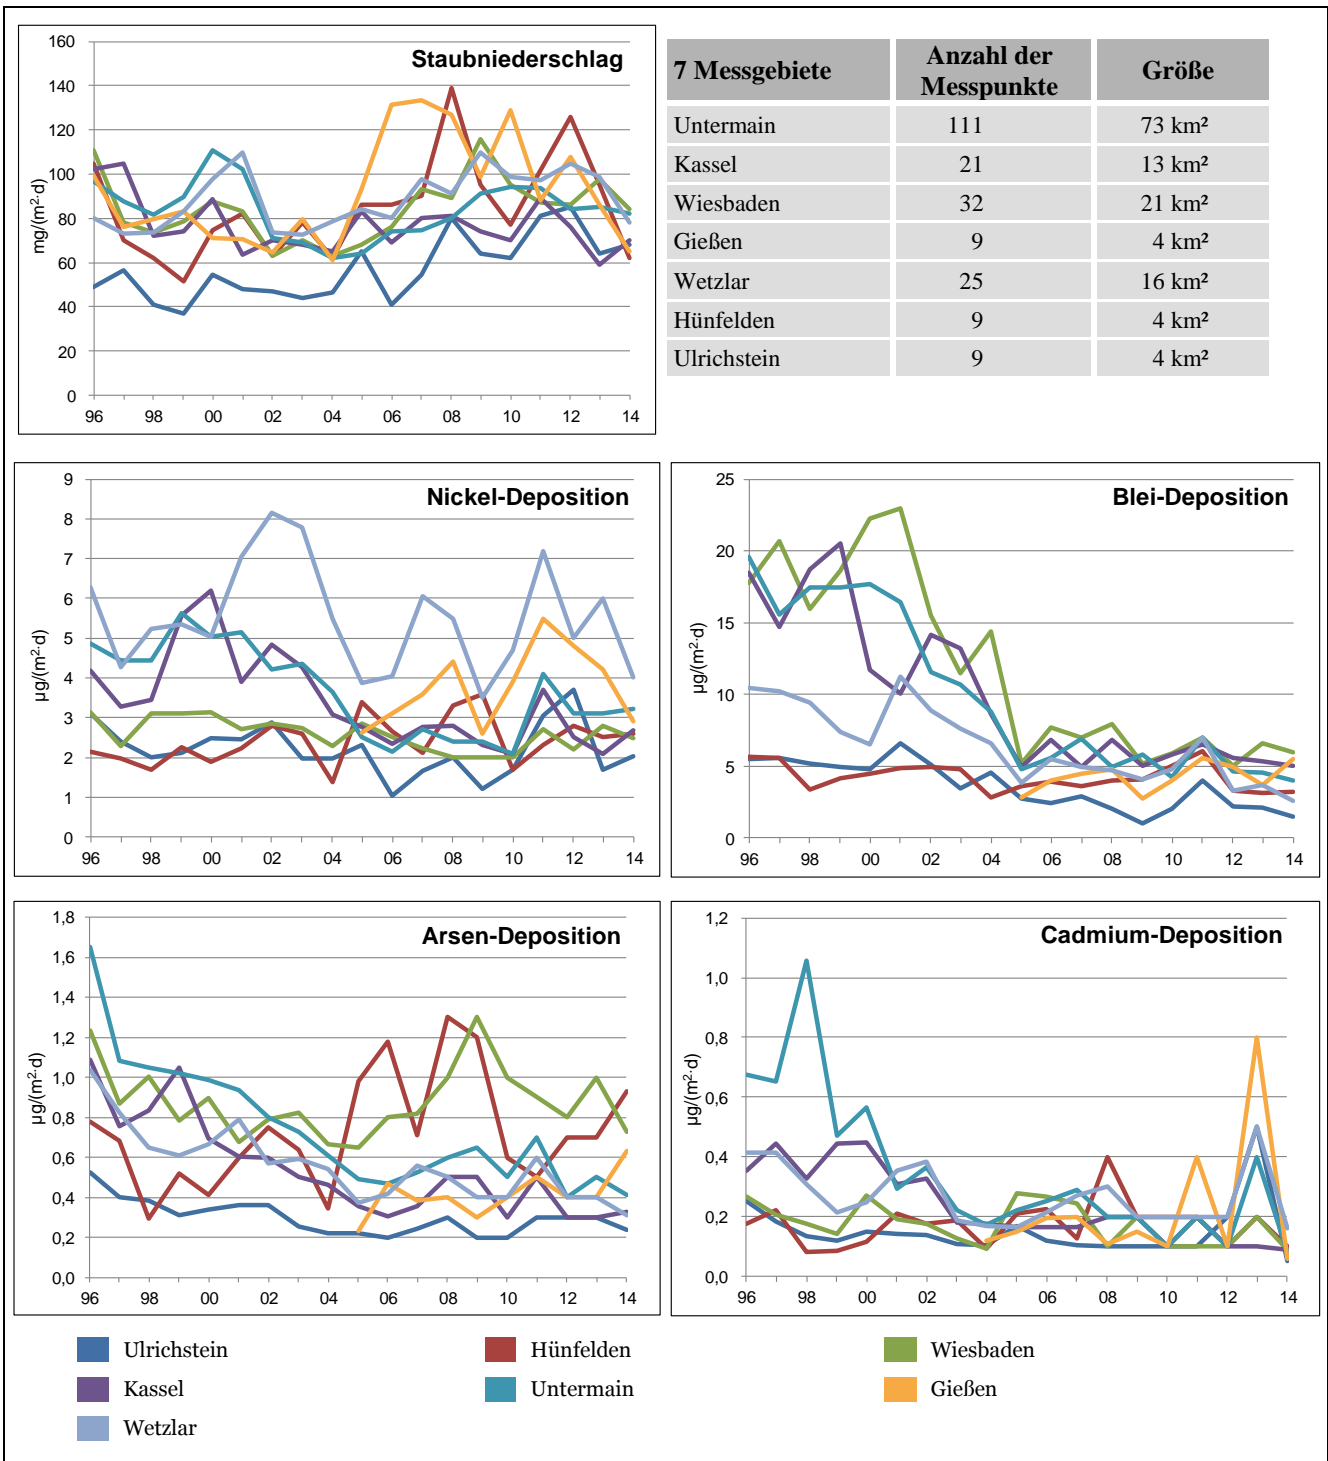 Staubniederschlag
mg/(m²·d)
160
140
120
100
80
60
40
20
0
96 98 00 02 04 06 08 10 12 14
7 Messgebiete Anzahl der Messpunkte Größe
Untermain 111 73 km²
Kassel 21 13 km²
Wiesbaden 32 21 km²
Gießen 9 4 km²
Wetzlar 25 16 km²
Hünfelden 9 4 km²
Ulrichstein 9 4 km²
Nickel-Deposition
µg/(m²·d)
9
8
7
6
5
4
3
2
1
0
96 98 00 02 04 06 08 10 12 14
Blei-Deposition
µg/(m²·d)
25
20
15
10
5
0
96 98 00 02 04 06 08 10 12 14
Arsen-Deposition
µg/(m²·d)
1,8
1,6
1,4
1,2
1,0
0,8
0,6
0,4
0,2
0,0
96 98 00 02 04 06 08 10 12 14
Cadmium-Deposition
µg/(m²·d)
1,2
1,0
0,8
0,6
0,4
0,2
0,0
96 98 00 02 04 06 08 10 12 14
Ulrichstein Hünfelden Wiesbaden
Kassel Untermain Gießen
Wetzlar